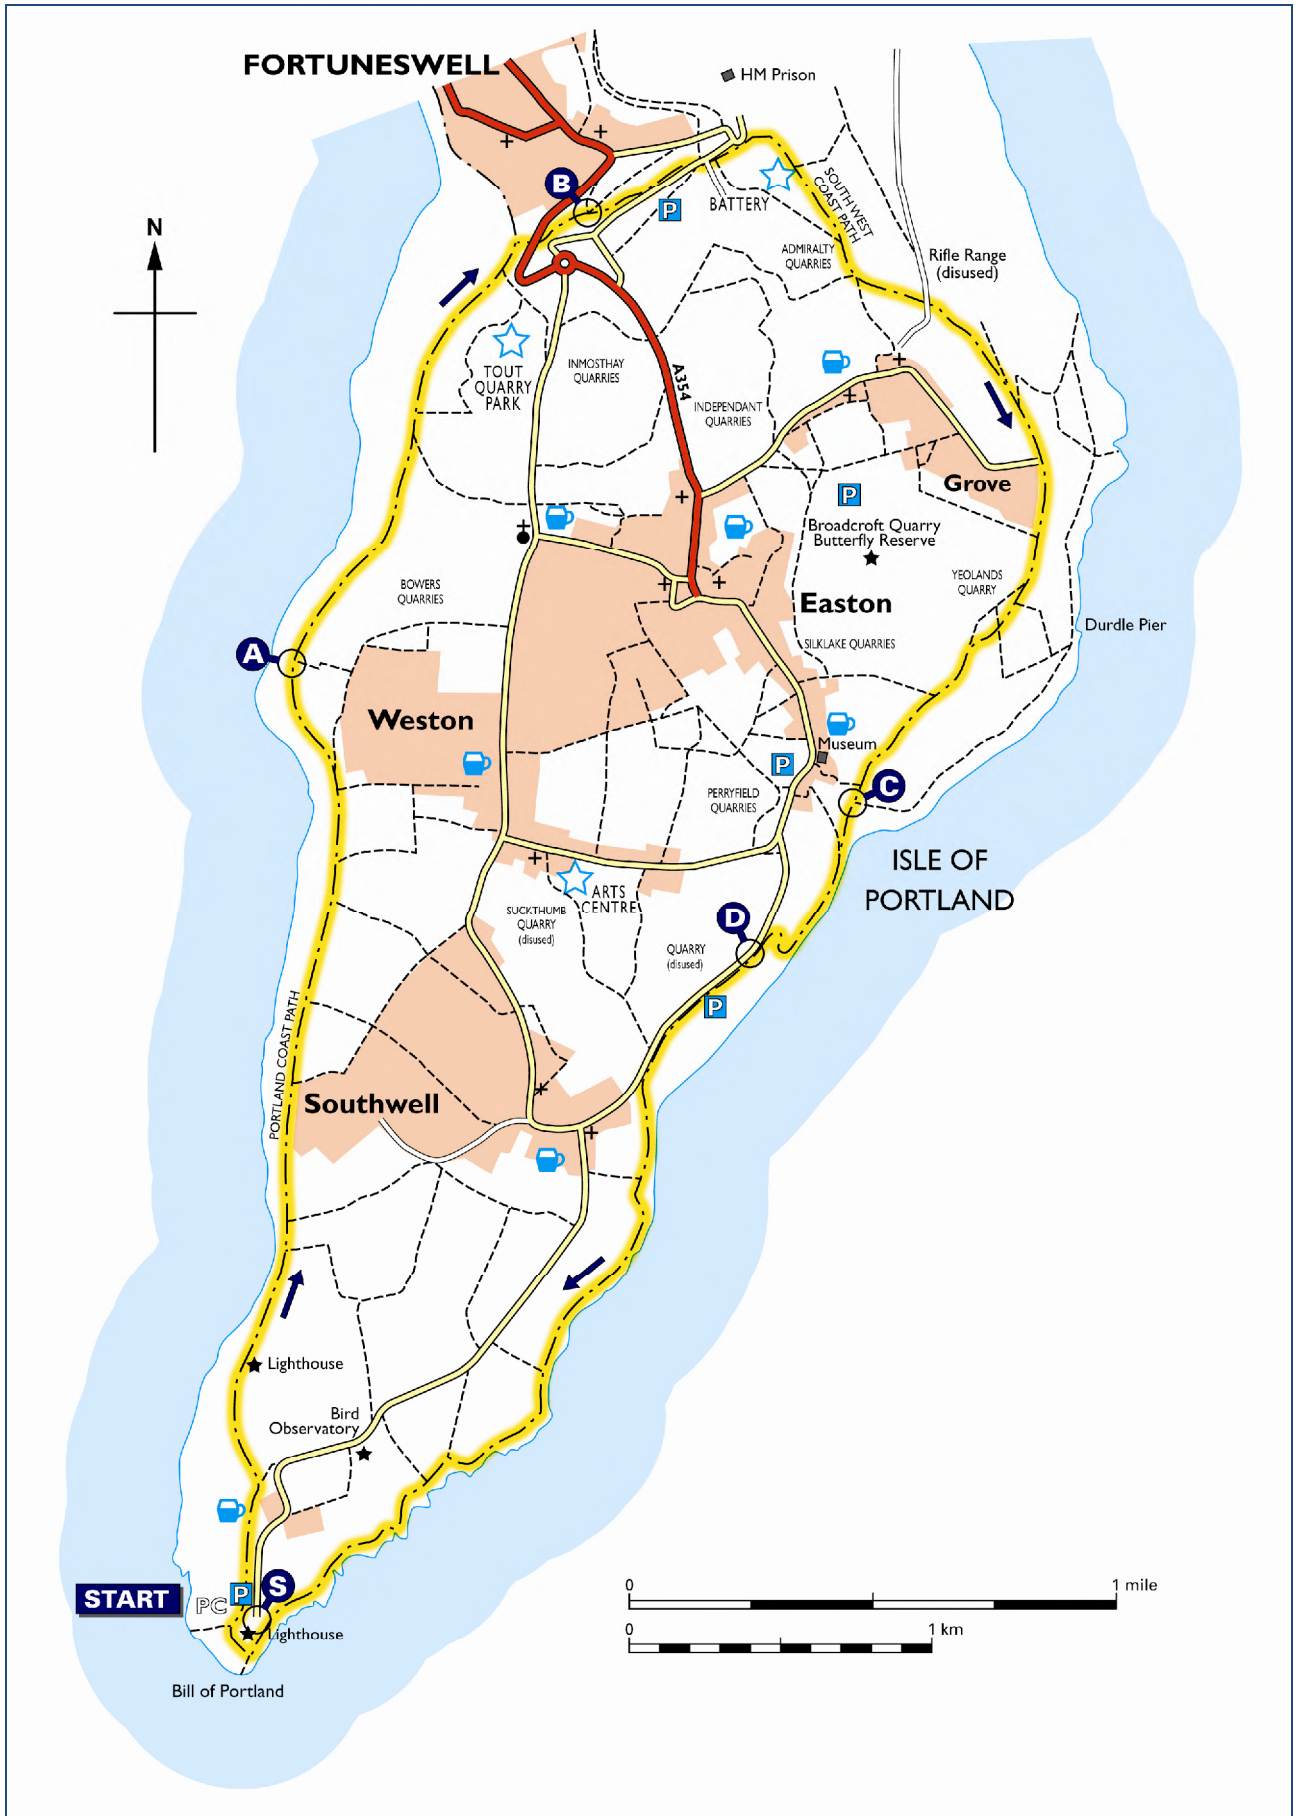 FORTUNESWELL
HM Prison
B
P
BATTERY
SOUTH WEST
COAST PATH
N
ADMIRALTY
QUARRIES
Rifle Range
(disused)
TOUT
QUARRY
PARK
INMOSTHAY
QUARRIES
A354
INDEPENDANT
QUARRIES
Grove
P
Broadcroft Quarry
Butterfly Reserve
BOWERS
QUARRIES
YEOLANDS
QUARRY
Easton
Durdle Pier
SILKLAKE QUARRIES
A
Weston
Museum
P
C
PERRYFIELD
QUARRIES
ISLE OF
PORTLAND
ARTS
CENTRE
SUCKTHUMB
QUARRY
(disused)
D
QUARRY
(disused)
P
PORTLAND COAST PATH
Southwell
Lighthouse
Bird
Observatory
START
PC
P
S
Lighthouse
Bill of Portland
0
1 mile
0
1 km